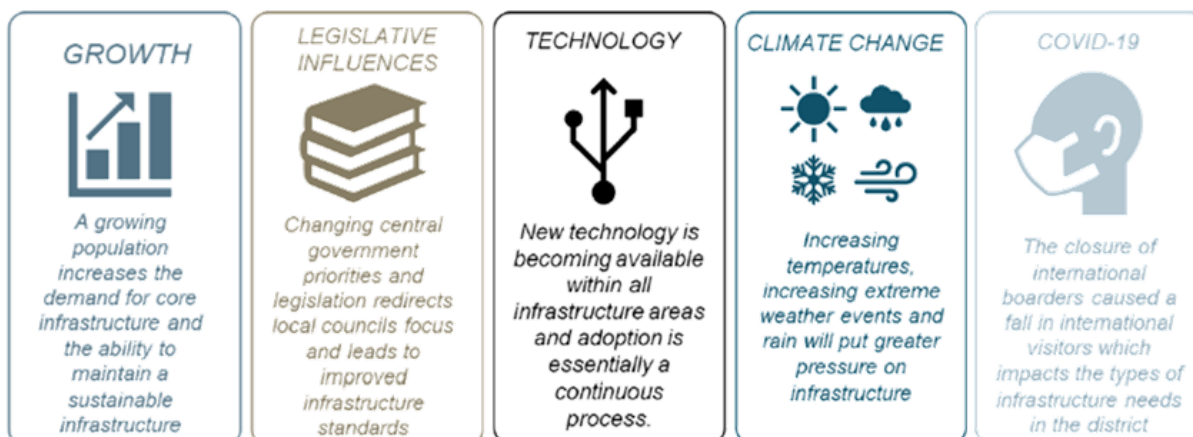 GROWTH
A growing
population
increases the
demand for core
infrastructure and
the ability to
maintain a
sustainable
infrastructure
LEGISLATIVE
INFLUENCES
Changing central
government
priorities and
legislation redirects
local councils focus
and leads to
improved
infrastructure
standards
TECHNOLOGY
New technology is
becoming available
within all
infrastructure areas
and adoption is
essentially a
continuous
process.
CLIMATE CHANGE
Increasing
temperatures,
increasing extreme
weather events and
rain will put greater
pressure on
infrastructure
COVID-19
The closure of
international
boarders caused a
fall in international
visitors which
impacts the types of
infrastructure needs
in the district